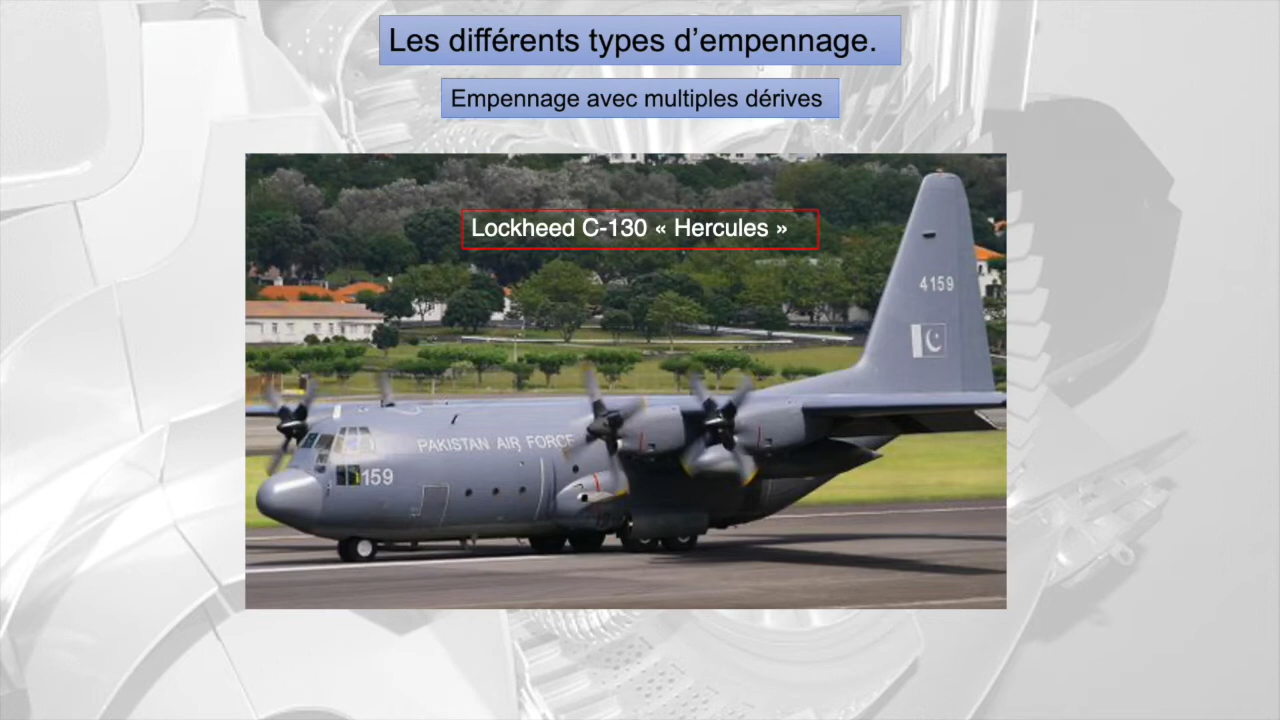 Les différents types d’empennage.
Empennage avec multiples dérives
Lockheed C-130 « Hercules »
4159
PAKISTAN AIR FORCE
159